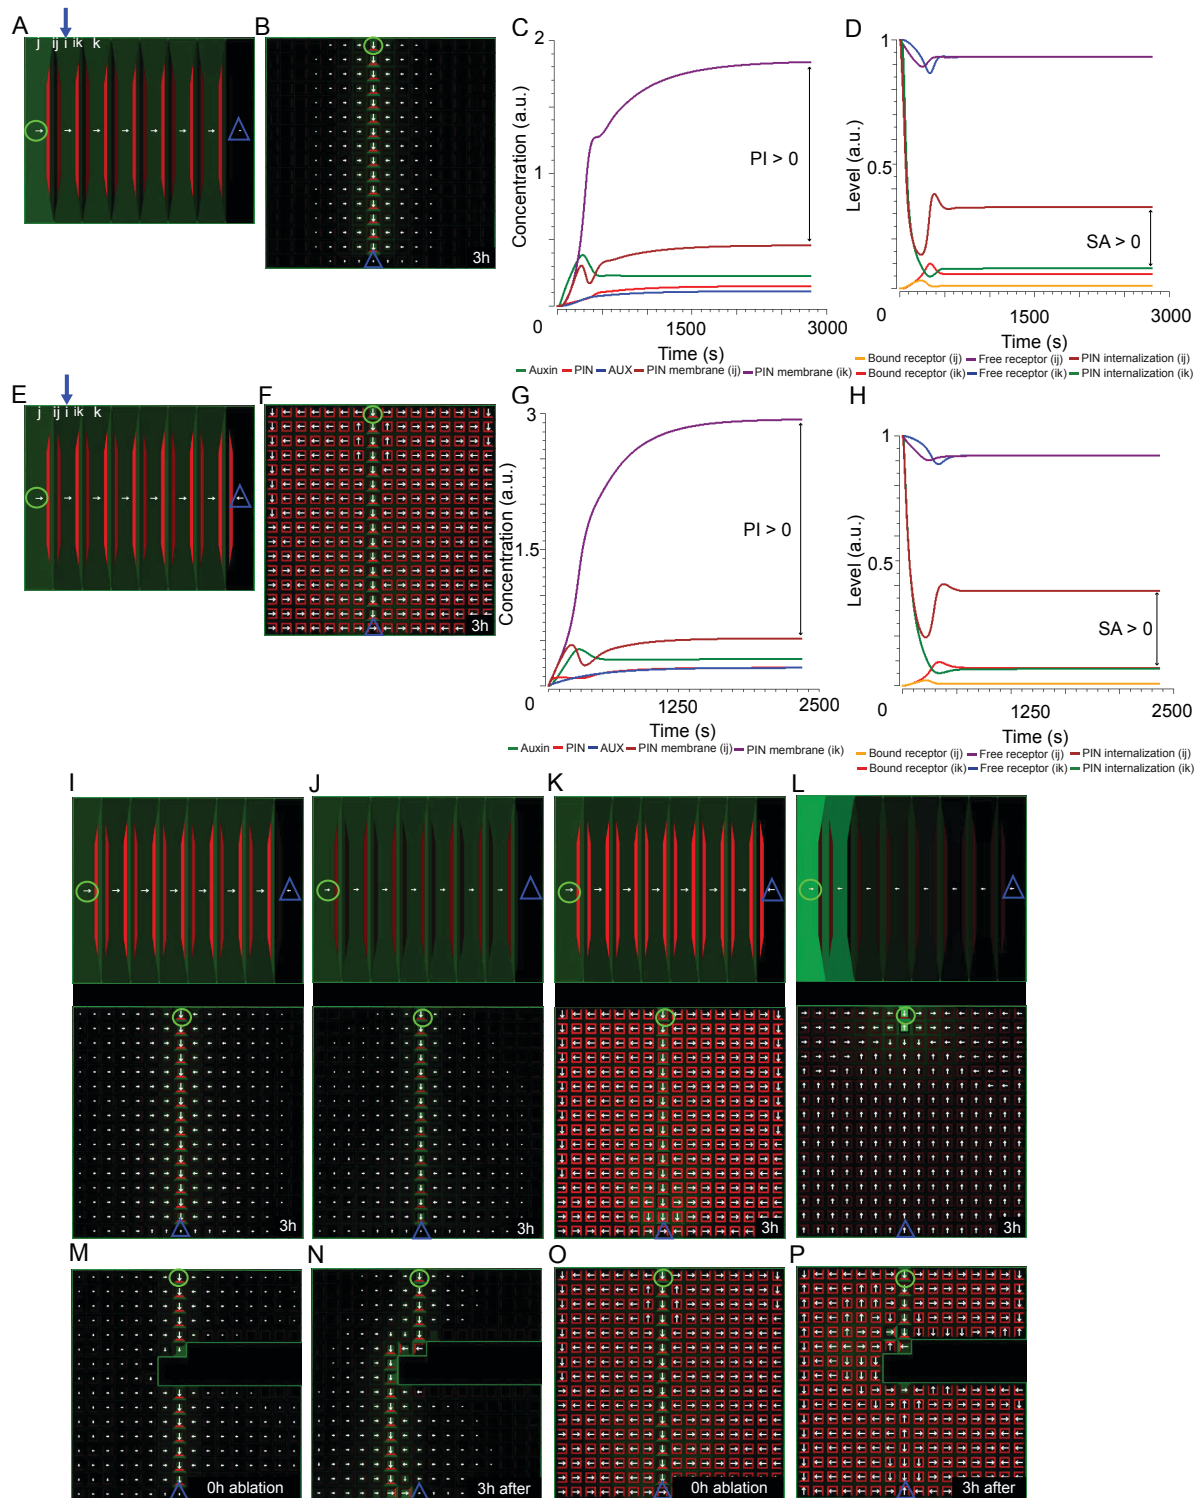 A
j ij i ik k
B
3h
C
2
1
0
Concentration (a.u.)
PI > 0
1500
3000
Time (s)
Auxin PIN AUX PIN membrane (ij) PIN membrane (ik)
D
1
0.5
0
Level (a.u.)
SA > 0
1500
3000
Time (s)
Bound receptor (ij) Free receptor (ij) PIN internalization (ij)
Bound receptor (ik) Free receptor (ik) PIN internalization (ik)
E
j ij i ik k
F
3h
G
3
1.5
0
Concentration (a.u.)
PI > 0
1250
2500
Time (s)
Auxin PIN AUX PIN membrane (ij) PIN membrane (ik)
H
1
0.5
0
Level (a.u.)
SA > 0
1250
2500
Time (s)
Bound receptor (ij) Free receptor (ij) PIN internalization (ij)
Bound receptor (ik) Free receptor (ik) PIN internalization (ik)
I
3h
J
3h
K
3h
L
3h
M
0h ablation
N
3h after
O
0h ablation
P
3h after